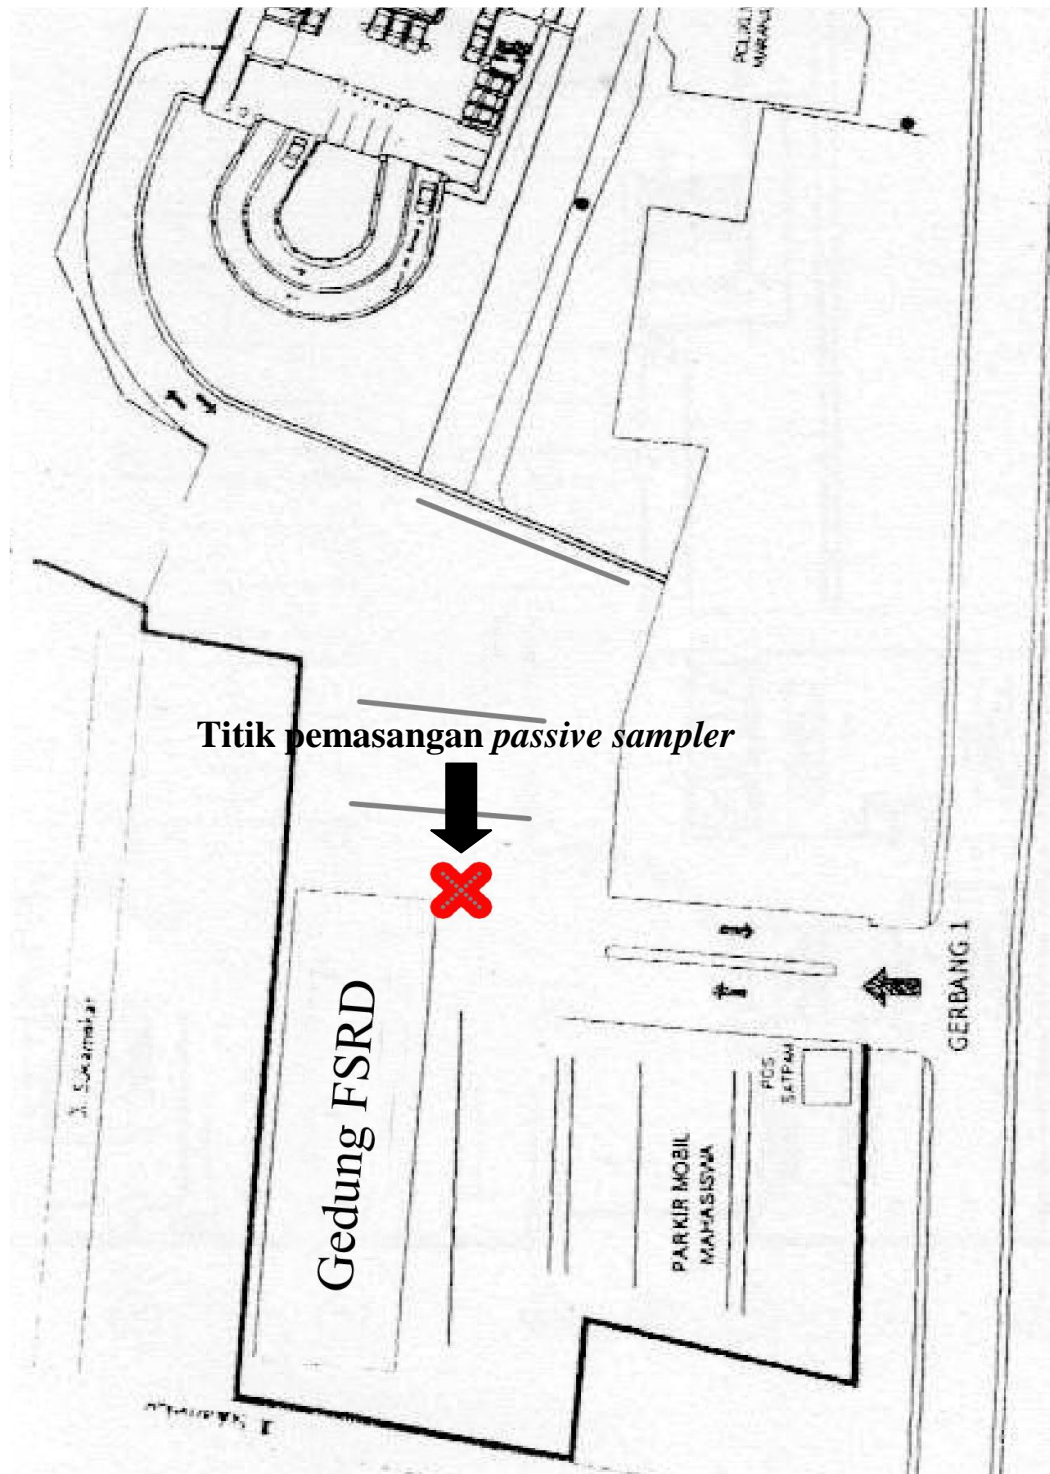 Titik pemasangan passive sampler
GERBANG 1
POS
SATPAM
Gedung FSRD
PARKIR MOBIL
MAHASISWA